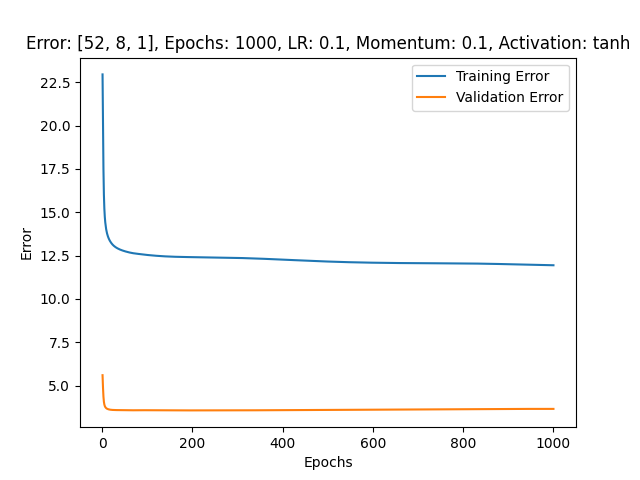 Error: [52, 8, 1], Epochs: 1000, LR: 0.1, Momentum: 0.1, Activation: tanh
Training Error
Validation Error
22.5
20.0
17.5
15.0
12.5
10.0
7.5
5.0
Error
0 200 400 600 800 1000
Epochs